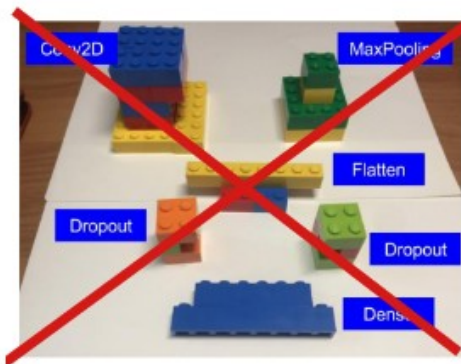 Conv2D
MaxPooling
Flatten
Dropout
Dropout
Dense